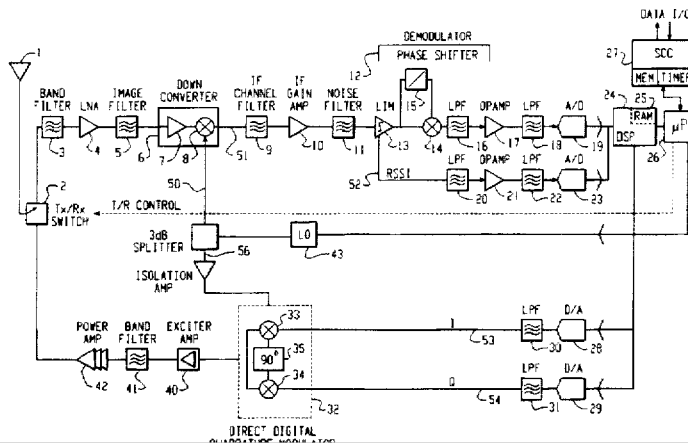 DATA I/O
1
DEMODULATOR
PHASE SHIFTER
12
27
SCC
MEM TIMER
BAND FILTER
LNA
IMAGE FILTER
DOWN CONVERTER
IF CHANNEL FILTER
IF GAIN AMP
NOISE FILTER
LIM
15
LPF
OPAMP
LPF
A/D
24
25
RAM
DSP
μP
3
4
5
6
7
8
51
9
10
11
13
14
16
17
18
19
26
50
52
RSSI
LPF
OPAMP
LPF
A/D
20
21
22
23
2
Tx/Rx SWITCH
T/R CONTROL
3dB SPLITTER
LO
43
56
ISOLATION AMP
33
I
53
LPF
30
D/A
28
POWER AMP
BAND FILTER
EXCITER AMP
90°
35
34
Q
54
LPF
31
D/A
29
42
41
40
32
DIRECT DIGITAL
QUADRATURE MODULATOR